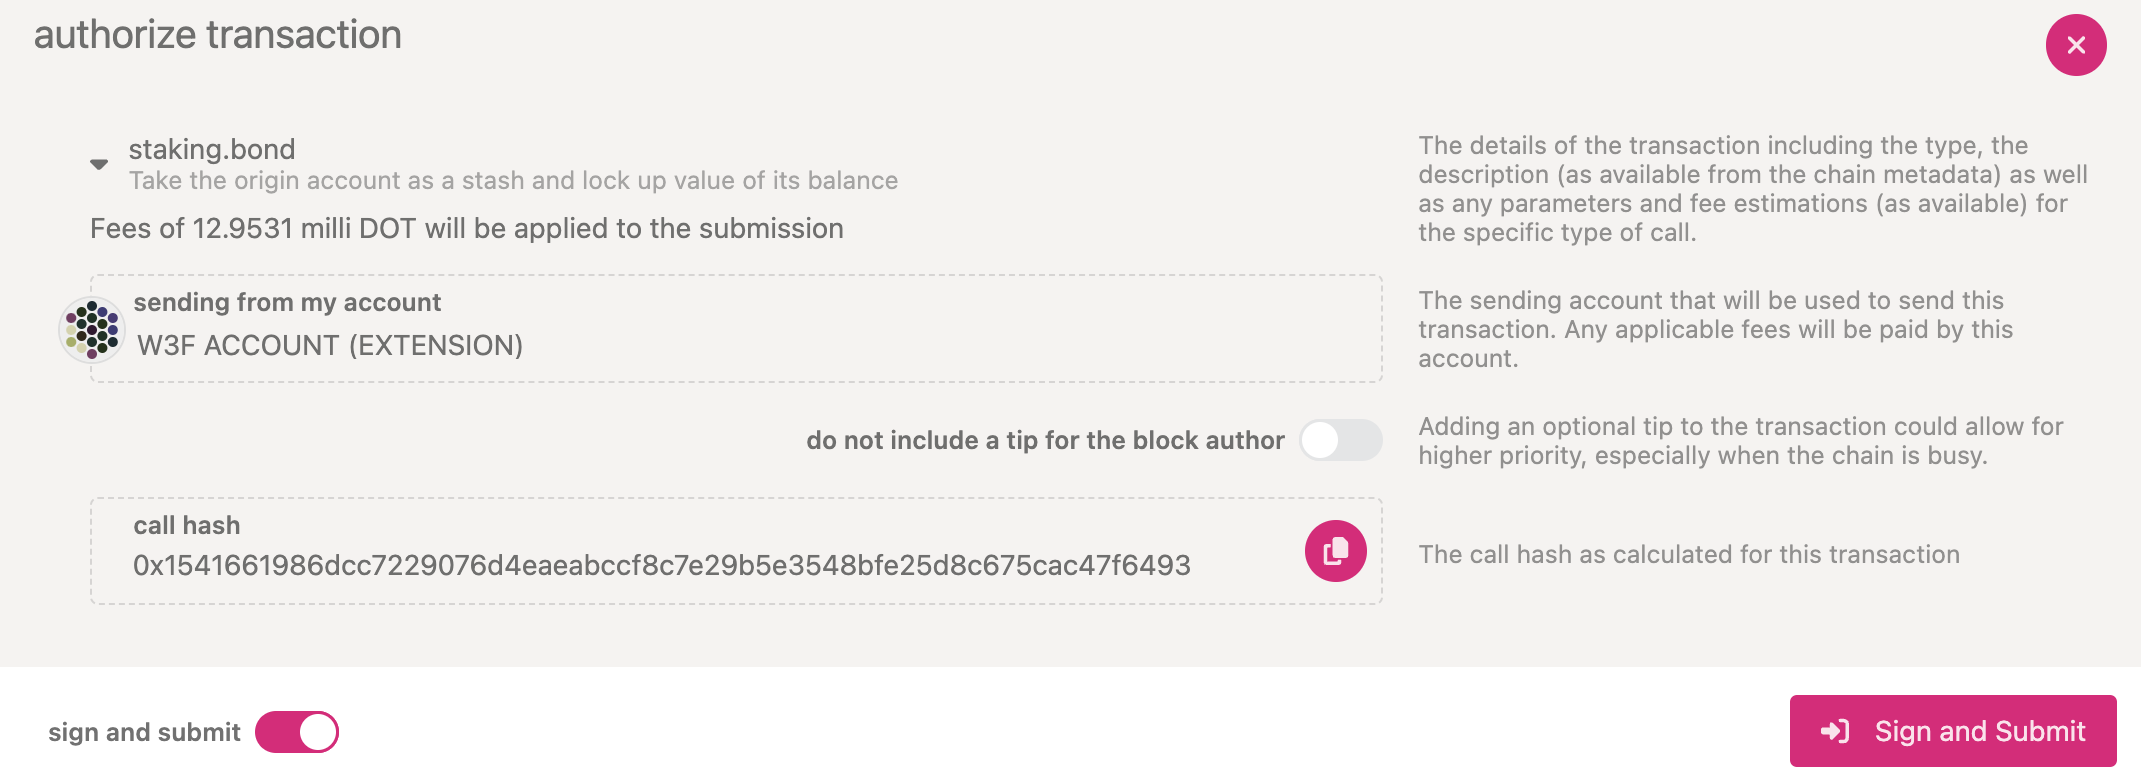 authorize transaction
staking.bond
Take the origin account as a stash and lock up value of its balance
Fees of 12.9531 milli DOT will be applied to the submission
The details of the transaction including the type, the
description (as available from the chain metadata) as well
as any parameters and fee estimations (as available) for
the specific type of call.
sending from my account
W3F ACCOUNT (EXTENSION)
The sending account that will be used to send this
transaction. Any applicable fees will be paid by this
account.
do not include a tip for the block author
Adding an optional tip to the transaction could allow for
higher priority, especially when the chain is busy.
call hash
0x1541661986dcc7229076d4eaeabccf8c7e29b5e3548bfe25d8c675cac47f6493
The call hash as calculated for this transaction
sign and submit
Sign and Submit